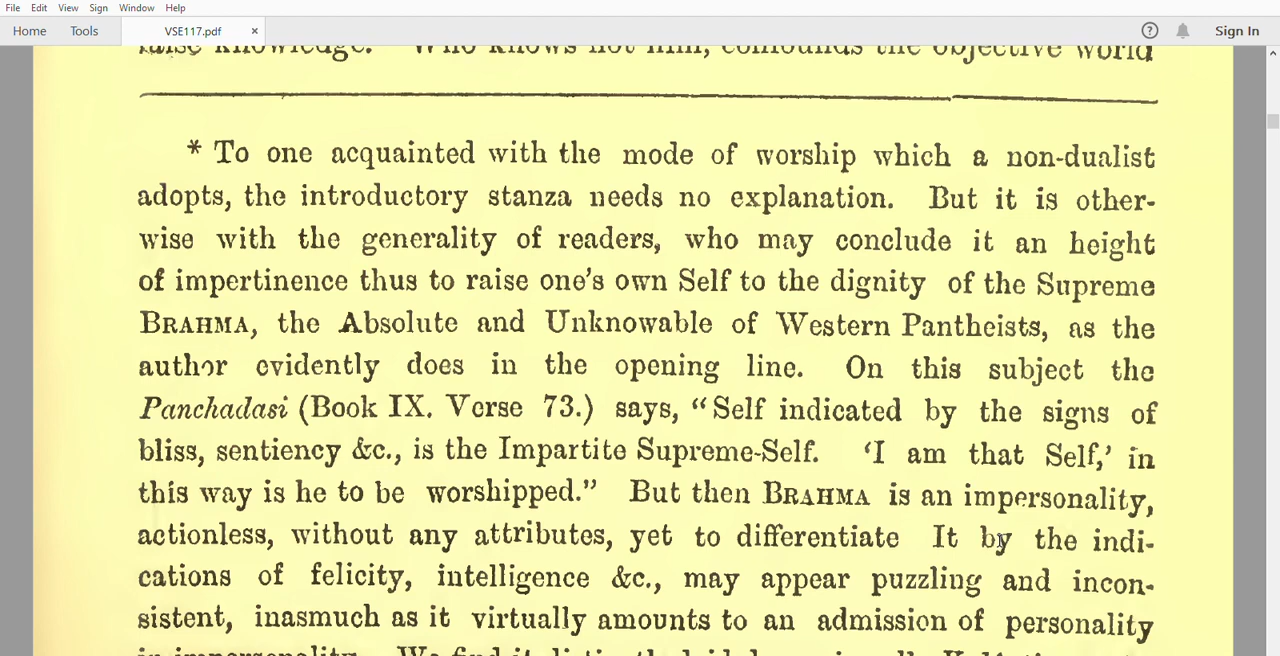 File Edit View Sign Window Help
Home Tools VSE117.pdf × ? Sign In
knowledge. Who knows not him, confounds the objective world
* To one acquainted with the mode of worship which a non-dualist
adopts, the introductory stanza needs no explanation. But it is other-
wise with the generality of readers, who may conclude it an height
of impertinence thus to raise one's own Self to the dignity of the Supreme
BRAHMA, the Absolute and Unknowable of Western Pantheists, as the
author evidently does in the opening line. On this subject the
Panchadasi (Book IX. Verse 73.) says, “Self indicated by the signs of
bliss, sentiency &c., is the Impartite Supreme-Self. ‘I am that Self,’ in
this way is he to be worshipped.” But then BRAHMA is an impersonality,
actionless, without any attributes, yet to differentiate It by the indi-
cations of felicity, intelligence &c., may appear puzzling and incon-
sistent, inasmuch as it virtually amounts to an admission of personality